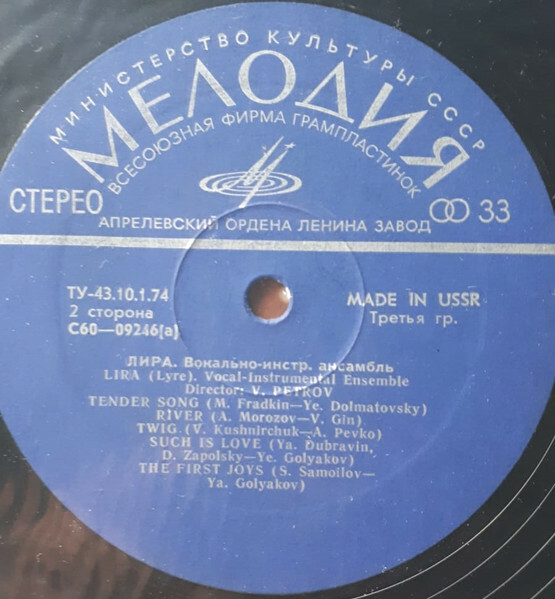 МИНИСТЕРСТВО КУЛЬТУРЫ СССР
МЕЛОДИЯ
ВСЕСОЮЗНАЯ ФИРМА ГРАМПЛАСТИНОК
СТЕРЕО
33
АПРЕЛЕВСКИЙ ОРДЕНА ЛЕНИНА ЗАВОД
ТУ-43.10.1.74
2 сторона
С60—09246(а)
MADE IN USSR
Третья гр.
ЛИРА. Вокально-инстр. ансамбль
LIRA (Lyre). Vocal-Instrumental Ensemble
Director: V. PETROV
TENDER SONG (M. Fradkin—Ye. Dolmatovsky)
RIVER (A. Morozov—V. Gin)
TWIG (V. Kushnirchuk—A. Pevko)
SUCH IS LOVE (Ya. Dubravin,
D. Zapolsky—Ye. Golyakov)
THE FIRST JOYS (S. Samoilov—
Ya. Golyakov)